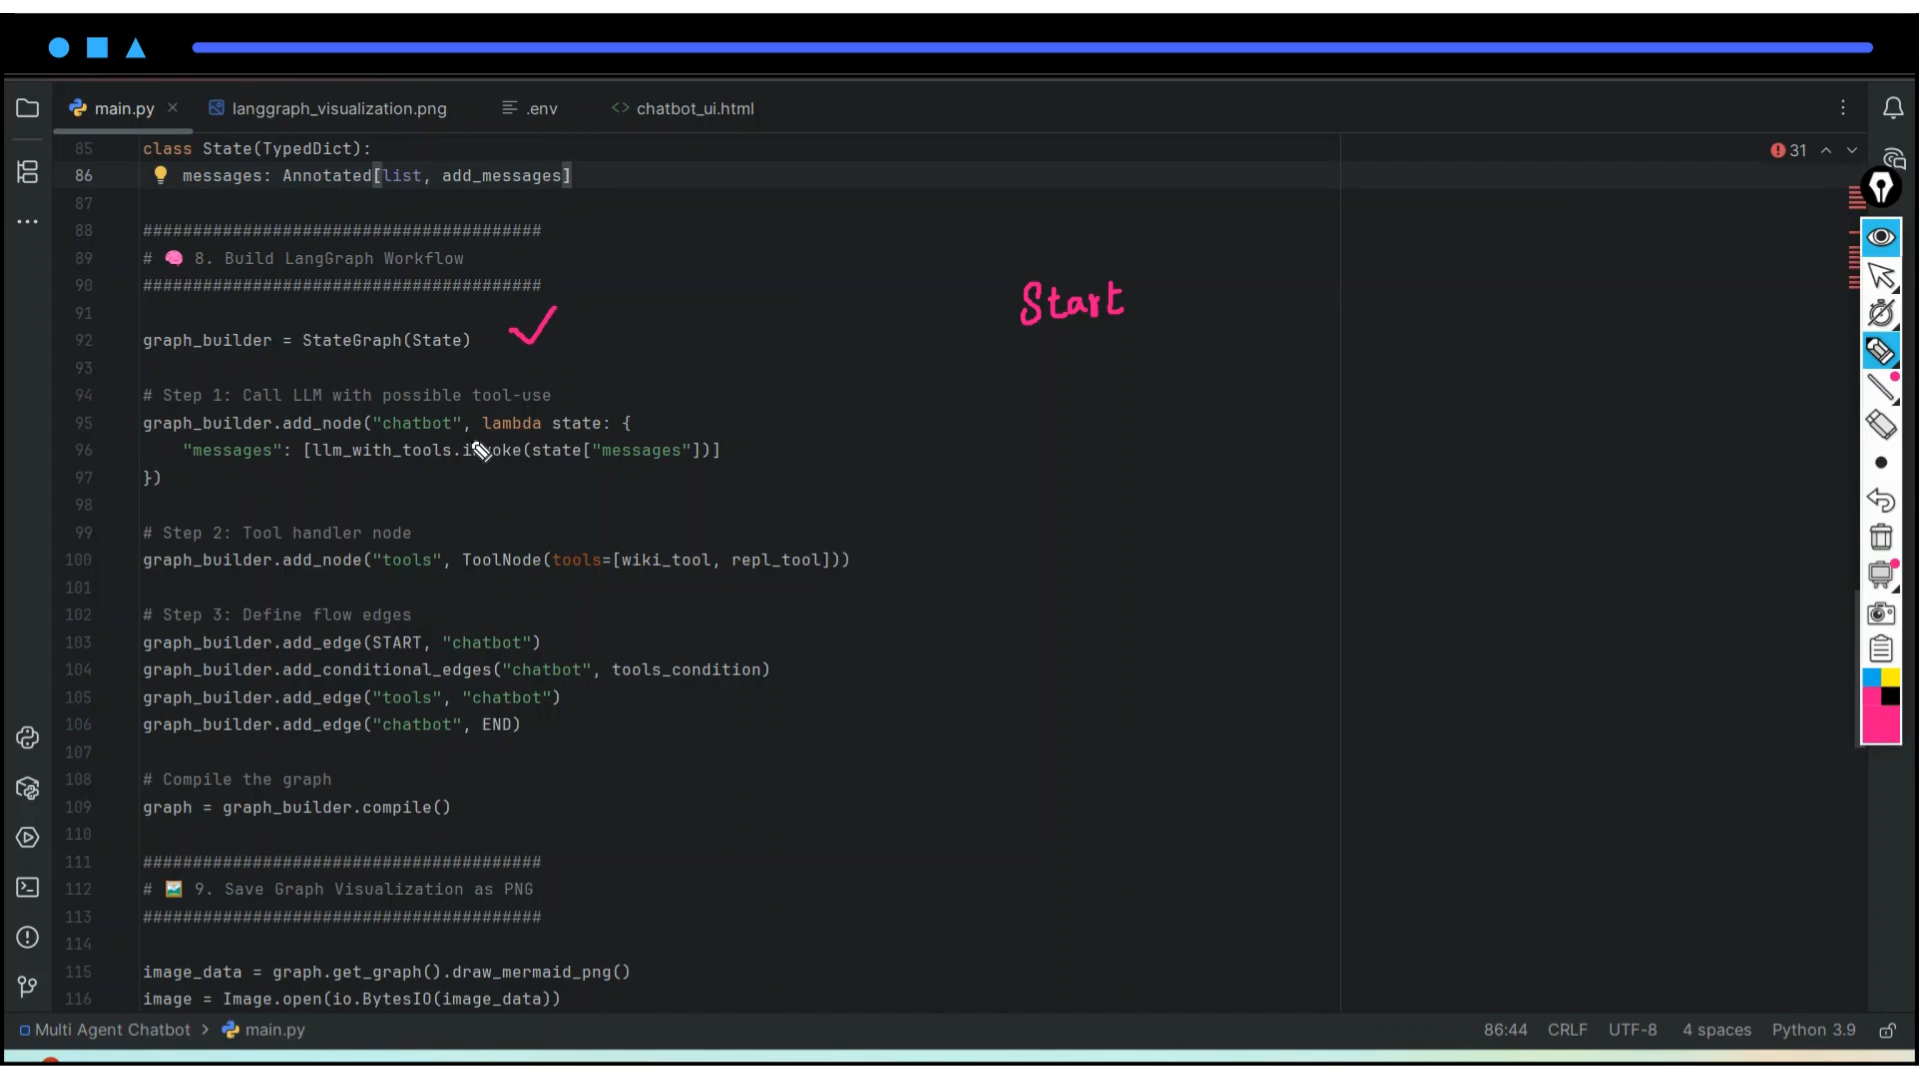 main.py
langgraph_visualization.png
.env
chatbot_ui.html
85 class State(TypedDict):
31
86 messages: Annotated[list, add_messages]
87
88 ########################################
89 # 🧠 8. Build LangGraph Workflow
90 ########################################
Start
91
92 graph_builder = StateGraph(State)
93
94 # Step 1: Call LLM with possible tool-use
95 graph_builder.add_node("chatbot", lambda state: {
96 "messages": [llm_with_tools.invoke(state["messages"])]
97 })
98
99 # Step 2: Tool handler node
100 graph_builder.add_node("tools", ToolNode(tools=[wiki_tool, repl_tool]))
101
102 # Step 3: Define flow edges
103 graph_builder.add_edge(START, "chatbot")
104 graph_builder.add_conditional_edges("chatbot", tools_condition)
105 graph_builder.add_edge("tools", "chatbot")
106 graph_builder.add_edge("chatbot", END)
107
108 # Compile the graph
109 graph = graph_builder.compile()
110
111 ########################################
112 # 🖼️ 9. Save Graph Visualization as PNG
113 ########################################
114
115 image_data = graph.get_graph().draw_mermaid_png()
116 image = Image.open(io.BytesIO(image_data))
Multi Agent Chatbot > main.py
86:44 CRLF UTF-8 4 spaces Python 3.9